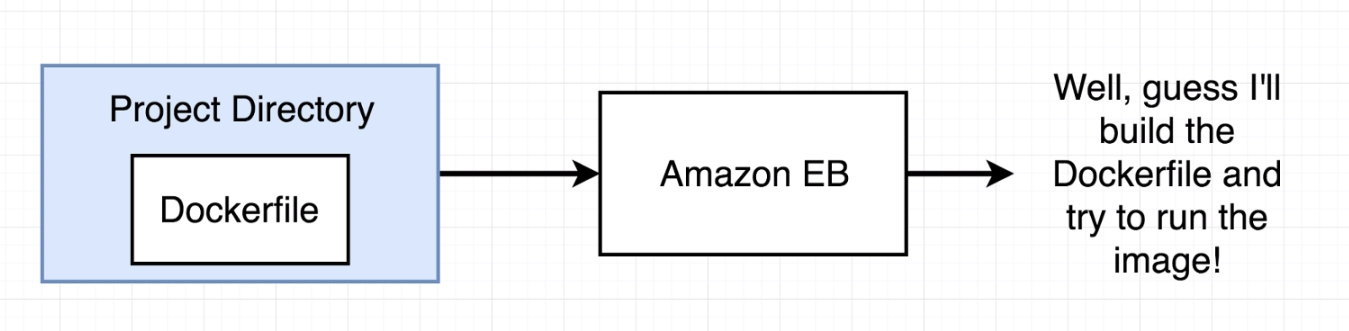 Project Directory
Dockerfile
Amazon EB
Well, guess I'll
build the
Dockerfile and
try to run the
image!